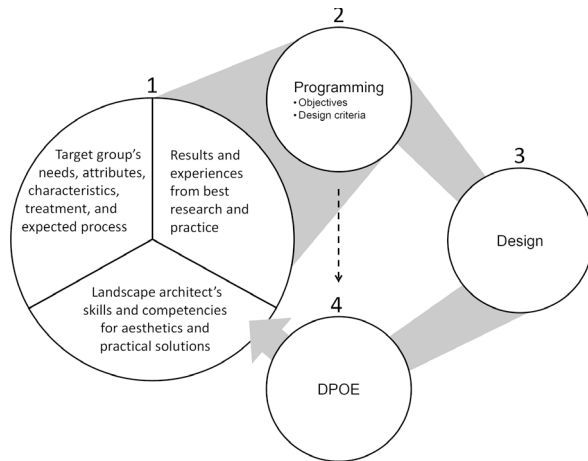 1
Target group's
needs, attributes,
characteristics,
treatment, and
expected process
Results and
experiences
from best
research and
practice
Landscape architect's
skills and competencies
for aesthetics and
practical solutions
2
Programming
• Objectives
• Design criteria
3
Design
4
DPOE